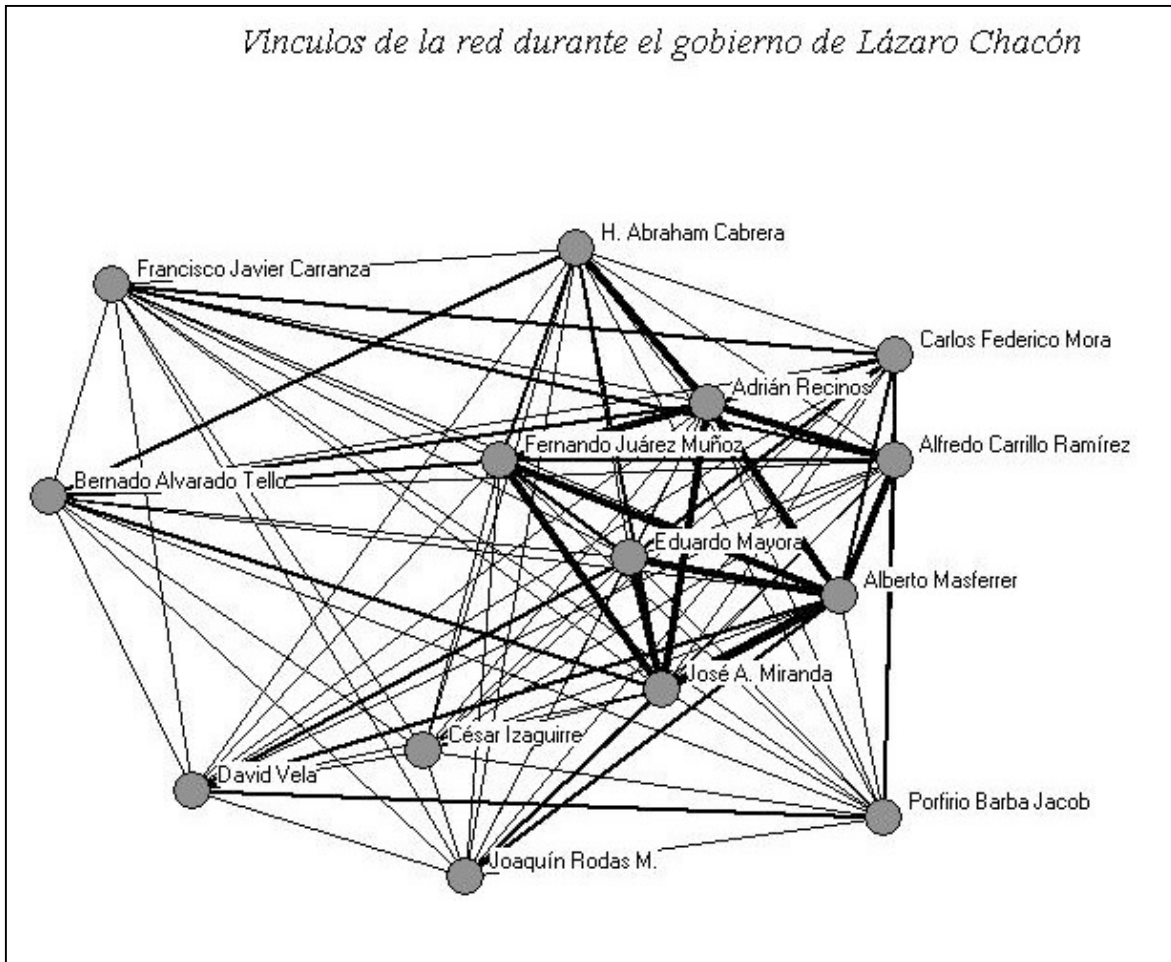 Vínculos de la red durante el gobierno de Lázaro Chacón
H. Abraham Cabrera
Francisco Javier Carranza
Carlos Federico Mora
Adrián Recinos
Fernando Juárez Muñoz
Alfredo Carrillo Ramírez
Bernado Alvarado Tello
Eduardo Mayora
Alberto Masferrer
José A. Miranda
César Izaguirre
David Vela
Porfirio Barba Jacob
Joaquín Rodas M.